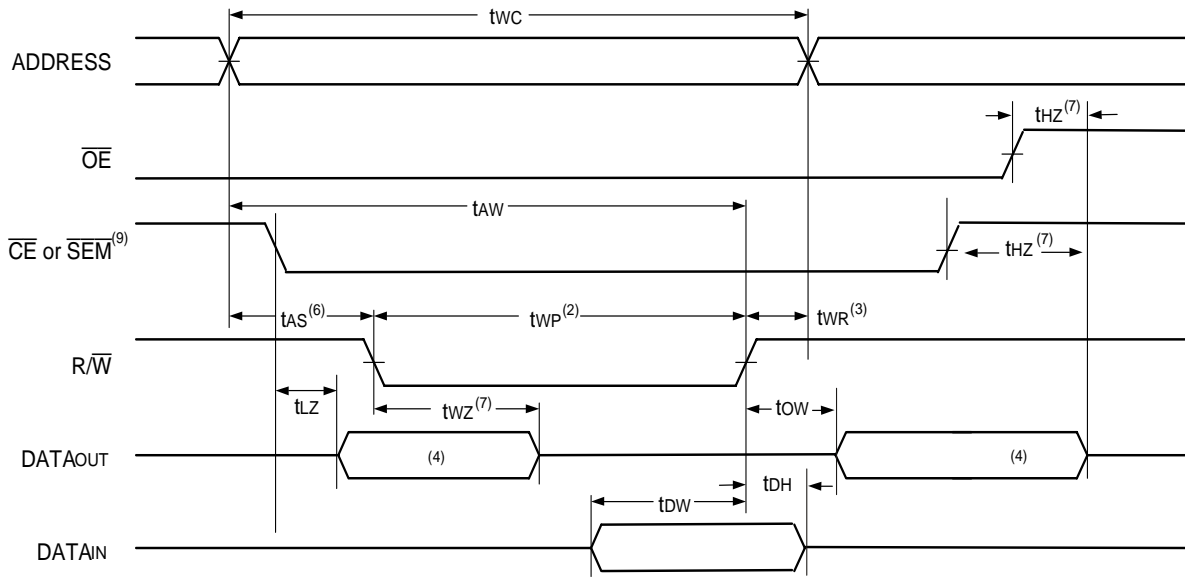 tWC
ADDRESS
tHZ(7)
OE
tAW
CE or SEM(9)
tHZ(7)
tAS(6)
tWP(2)
tWR(3)
R/W
tLZ
tWZ(7)
tOW
DATAOUT
(4)
(4)
tDH
tDW
DATAIN